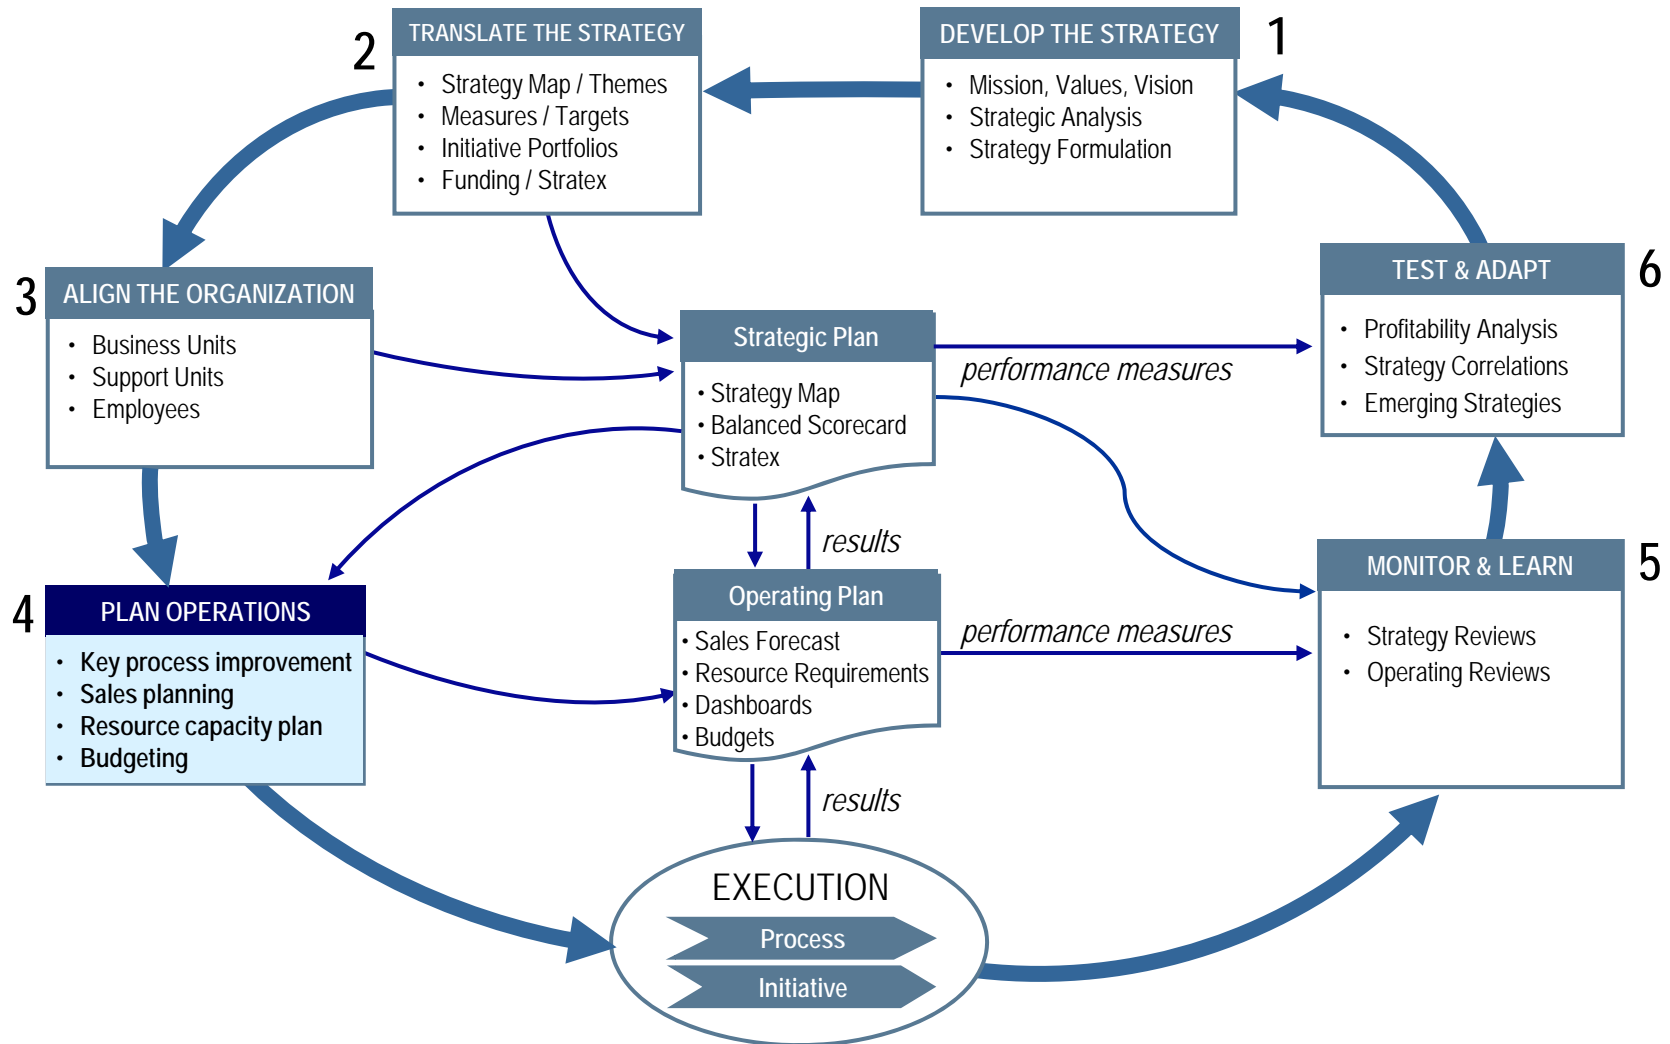 1
DEVELOP THE STRATEGY
• Mission, Values, Vision
• Strategic Analysis
• Strategy Formulation
2
TRANSLATE THE STRATEGY
• Strategy Map / Themes
• Measures / Targets
• Initiative Portfolios
• Funding / Stratex
3
ALIGN THE ORGANIZATION
• Business Units
• Support Units
• Employees
4
PLAN OPERATIONS
• Key process improvement
• Sales planning
• Resource capacity plan
• Budgeting
Strategic Plan
• Strategy Map
• Balanced Scorecard
• Stratex
performance measures
results
Operating Plan
• Sales Forecast
• Resource Requirements
• Dashboards
• Budgets
performance measures
results
EXECUTION
Process
Initiative
5
MONITOR & LEARN
• Strategy Reviews
• Operating Reviews
6
TEST & ADAPT
• Profitability Analysis
• Strategy Correlations
• Emerging Strategies